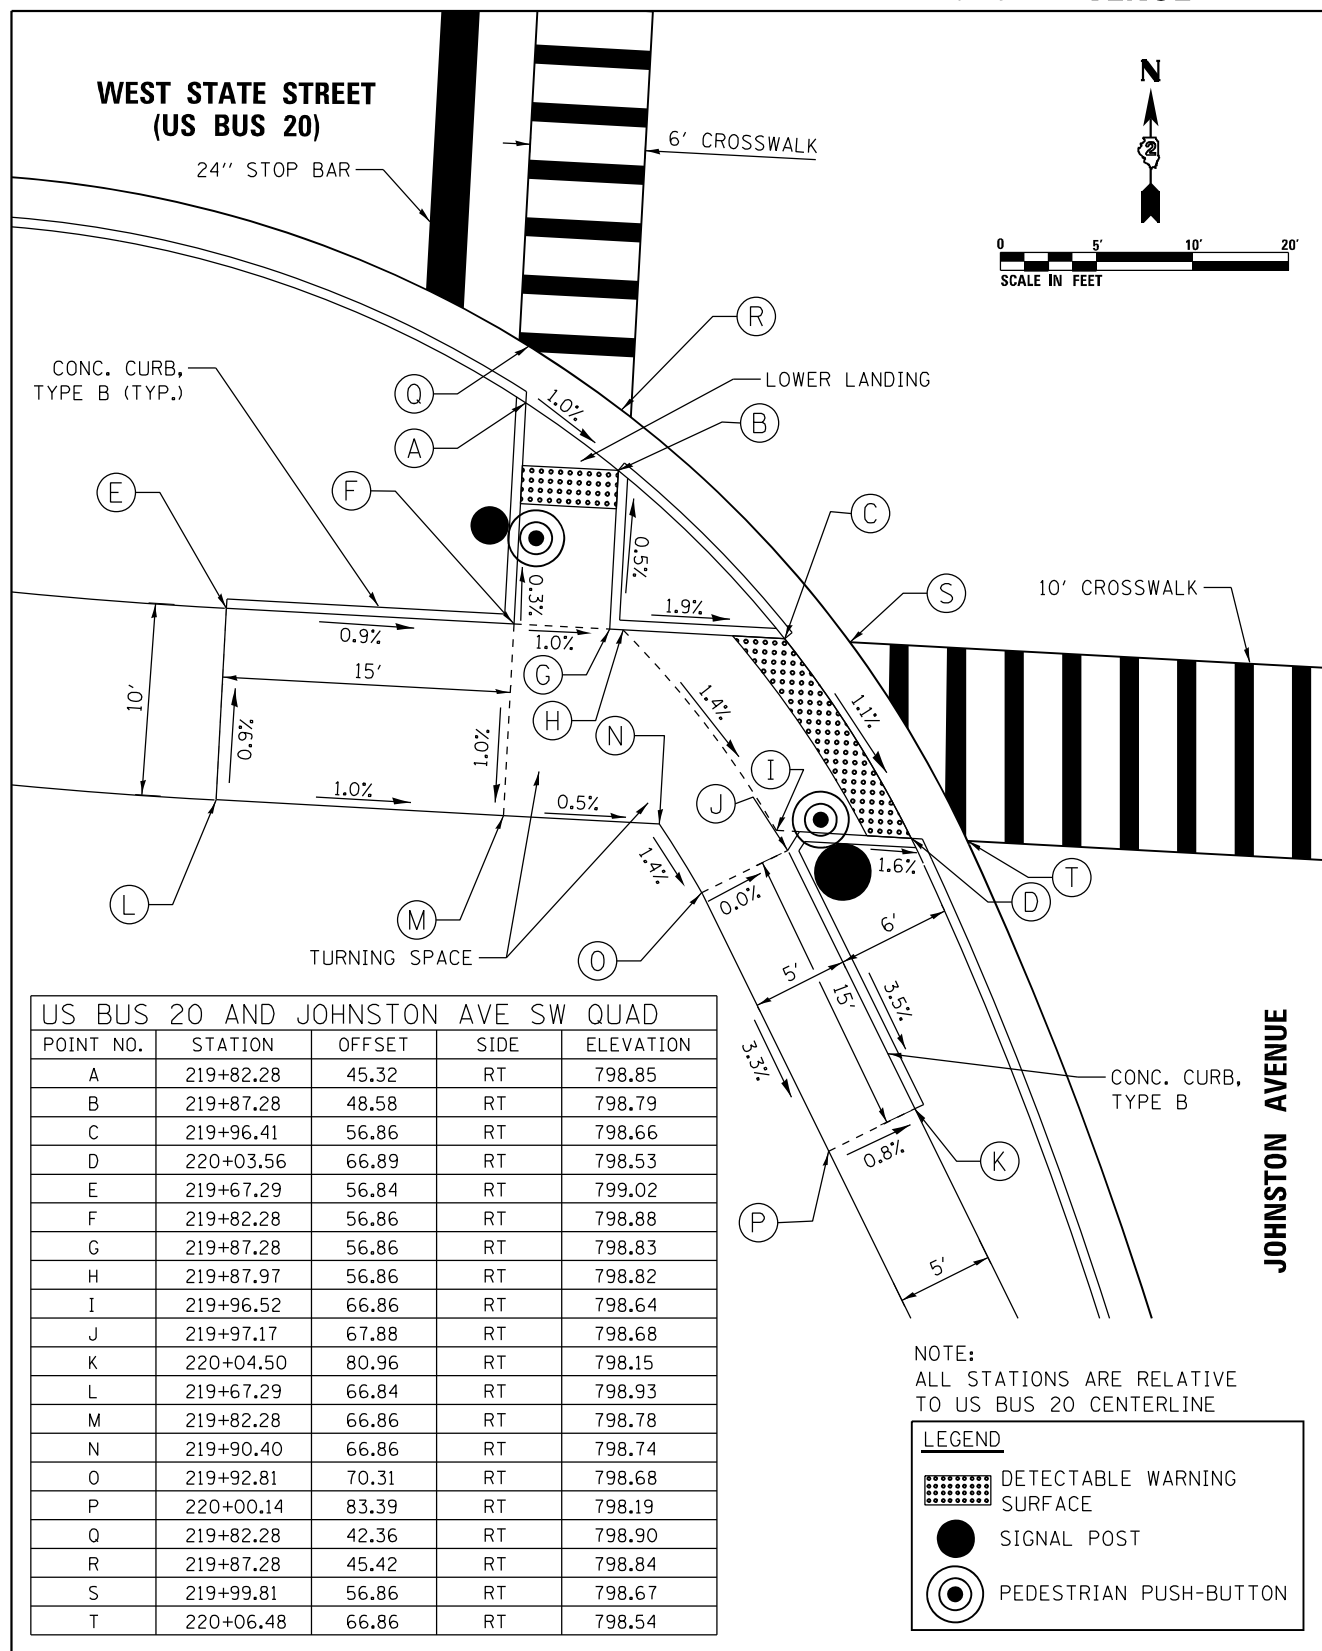 WEST STATE STREET
(US BUS 20)
24'' STOP BAR
6' CROSSWALK
N
2
0 5' 10' 20'
SCALE IN FEET
R
CONC. CURB,
TYPE B (TYP.)
LOWER LANDING
Q
1.0%
A
B
E
F
C
0.5%
0.3%
S
10' CROSSWALK
1.9%
0.9%
1.0%
G
15'
10'
1.4%
1.1%
H
N
0.9%
1.0%
I
1.0%
0.5%
J
1.4%
1.6%
T
L
M
0.0%
D
6'
TURNING SPACE
O
5'
15'
3.5%
3.3%
CONC. CURB,
TYPE B
JOHNSTON AVENUE
0.8%
K
P
5'
US BUS 20 AND JOHNSTON AVE SW QUAD
POINT NO. STATION OFFSET SIDE ELEVATION
A 219+82.28 45.32 RT 798.85
B 219+87.28 48.58 RT 798.79
C 219+96.41 56.86 RT 798.66
D 220+03.56 66.89 RT 798.53
E 219+67.29 56.84 RT 799.02
F 219+82.28 56.86 RT 798.88
G 219+87.28 56.86 RT 798.83
H 219+87.97 56.86 RT 798.82
I 219+96.52 66.86 RT 798.64
J 219+97.17 67.88 RT 798.68
K 220+04.50 80.96 RT 798.15
L 219+67.29 66.84 RT 798.93
M 219+82.28 66.86 RT 798.78
N 219+90.40 66.86 RT 798.74
O 219+92.81 70.31 RT 798.68
P 220+00.14 83.39 RT 798.19
Q 219+82.28 42.36 RT 798.90
R 219+87.28 45.42 RT 798.84
S 219+99.81 56.86 RT 798.67
T 220+06.48 66.86 RT 798.54
NOTE:
ALL STATIONS ARE RELATIVE
TO US BUS 20 CENTERLINE
LEGEND
DETECTABLE WARNING
SURFACE
SIGNAL POST
PEDESTRIAN PUSH-BUTTON